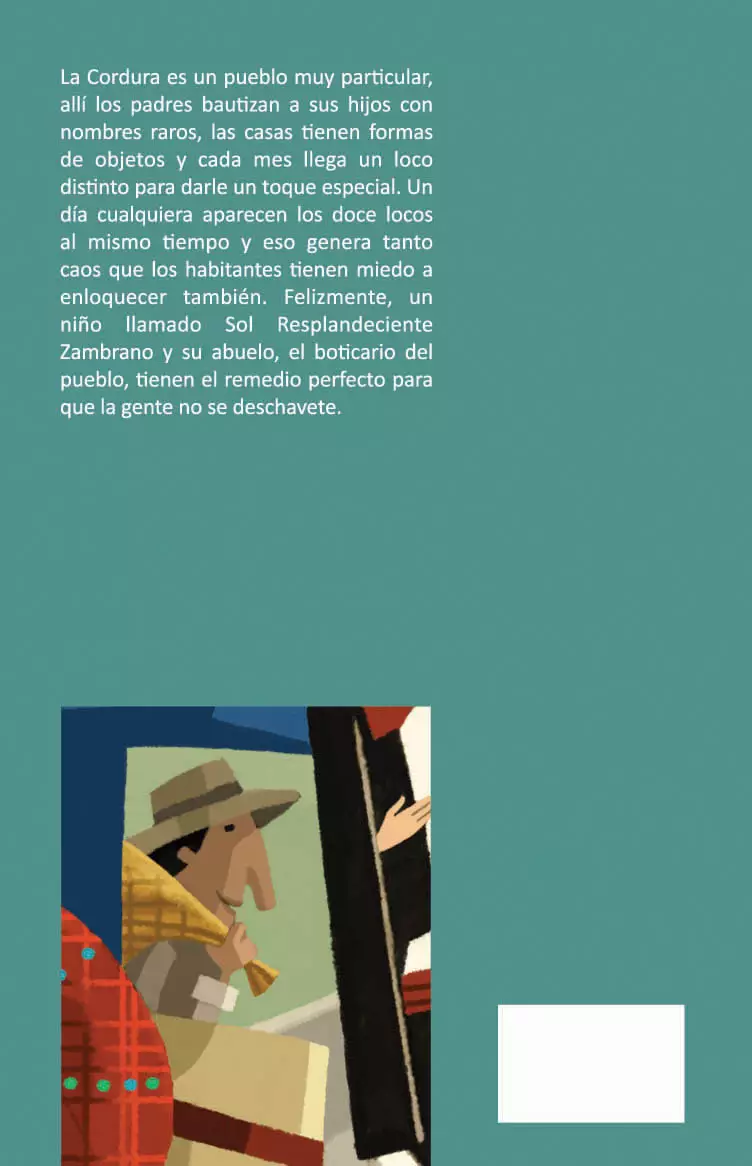 La Cordura es un pueblo muy particular,
allí los padres bautizan a sus hijos con
nombres raros, las casas tienen formas
de objetos y cada mes llega un loco
distinto para darle un toque especial. Un
día cualquiera aparecen los doce locos
al mismo tiempo y eso genera tanto
caos que los habitantes tienen miedo a
enloquecer también. Felizmente, un
niño llamado Sol Resplandeciente
Zambrano y su abuelo, el boticario del
pueblo, tienen el remedio perfecto para
que la gente no se deschavete.